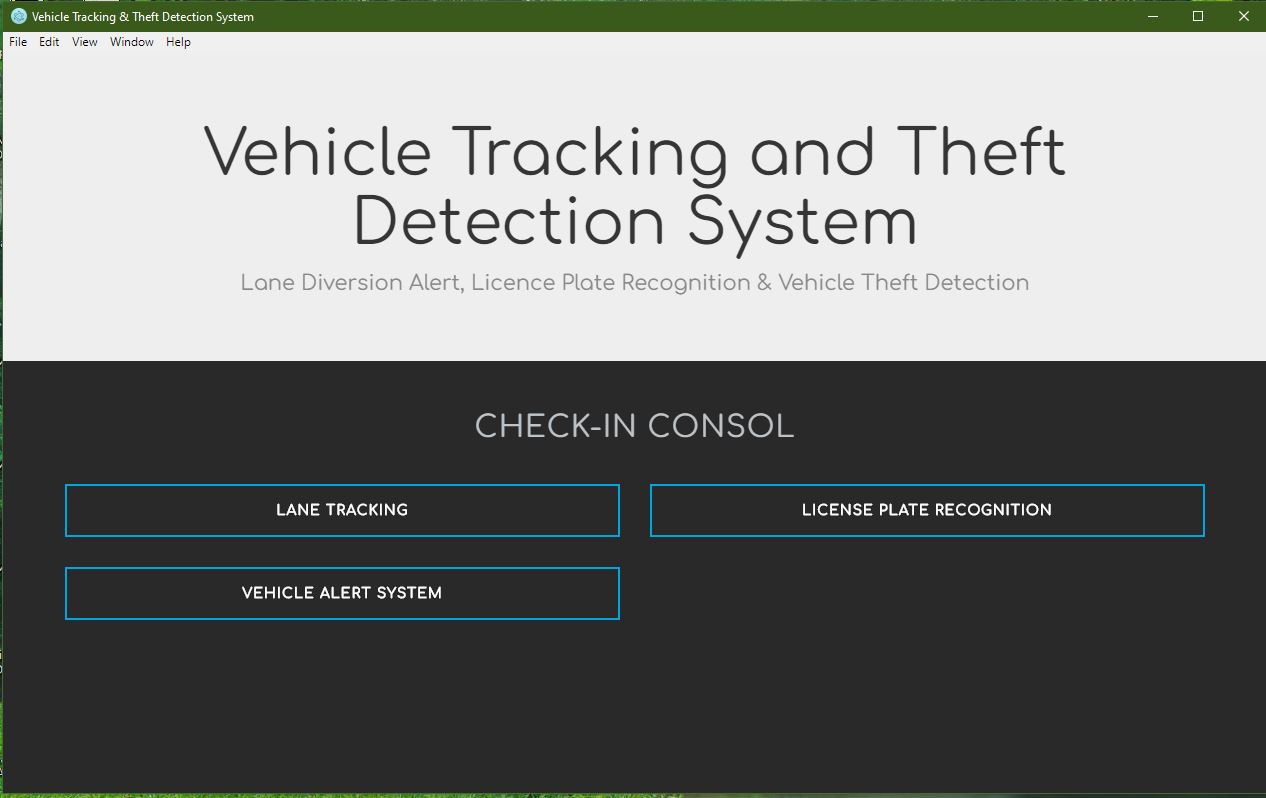 Vehicle Tracking & Theft Detection System
File Edit View Window Help
Vehicle Tracking and Theft
Detection System
Lane Diversion Alert, Licence Plate Recognition & Vehicle Theft Detection
CHECK-IN CONSOL
LANE TRACKING
LICENSE PLATE RECOGNITION
VEHICLE ALERT SYSTEM